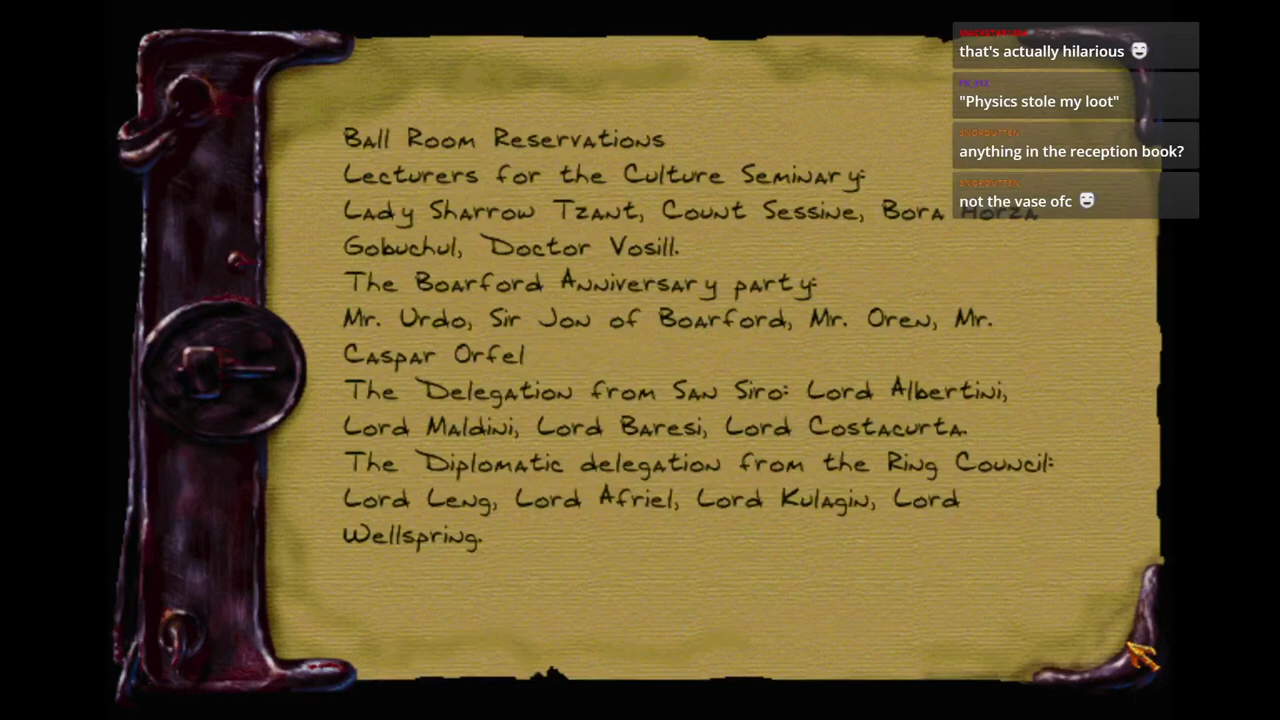 Ball Room Reservations
Lecturers for the Culture Seminary:
Lady Sharrow Tzant, Count Sessine, Bora Horza
Gobuchul, Doctor Vosill.
The Boarford Anniversary party:
Mr. Urdo, Sir Jon of Boarford, Mr. Oren, Mr.
Caspar Orfel
The Delegation from San Siro: Lord Albertini,
Lord Maldini, Lord Baresi, Lord Costacurta.
The Diplomatic delegation from the Ring Council:
Lord Leng, Lord Afriel, Lord Kulagin, Lord
Wellspring.
that's actually hilarious
"Physics stole my loot"
SNORDUTTEN
anything in the reception book?
SNORDUTTEN
not the vase ofc